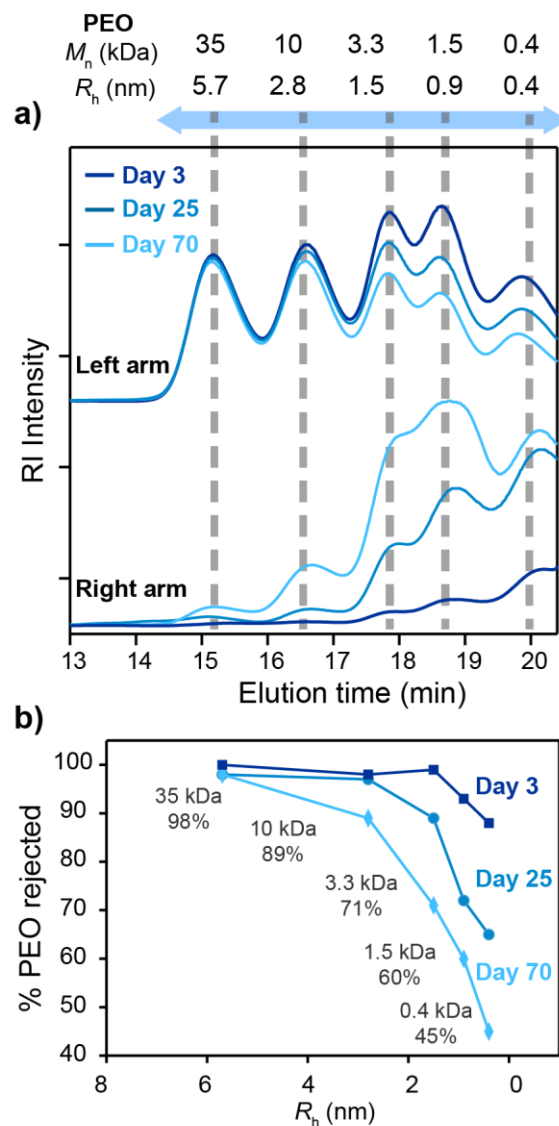 PEO
Mn (kDa) 35 10 3.3 1.5 0.4
Rh (nm) 5.7 2.8 1.5 0.9 0.4
a)
Day 3
Day 25
Day 70
Left arm
Right arm
RI Intensity
13 14 15 16 17 18 19 20
Elution time (min)
b)
100
90
80
70
60
50
40
% PEO rejected
Day 3
Day 25
Day 70
35 kDa
98%
10 kDa
89%
3.3 kDa
71%
1.5 kDa
60%
0.4 kDa
45%
8 6 4 2 0
Rh (nm)